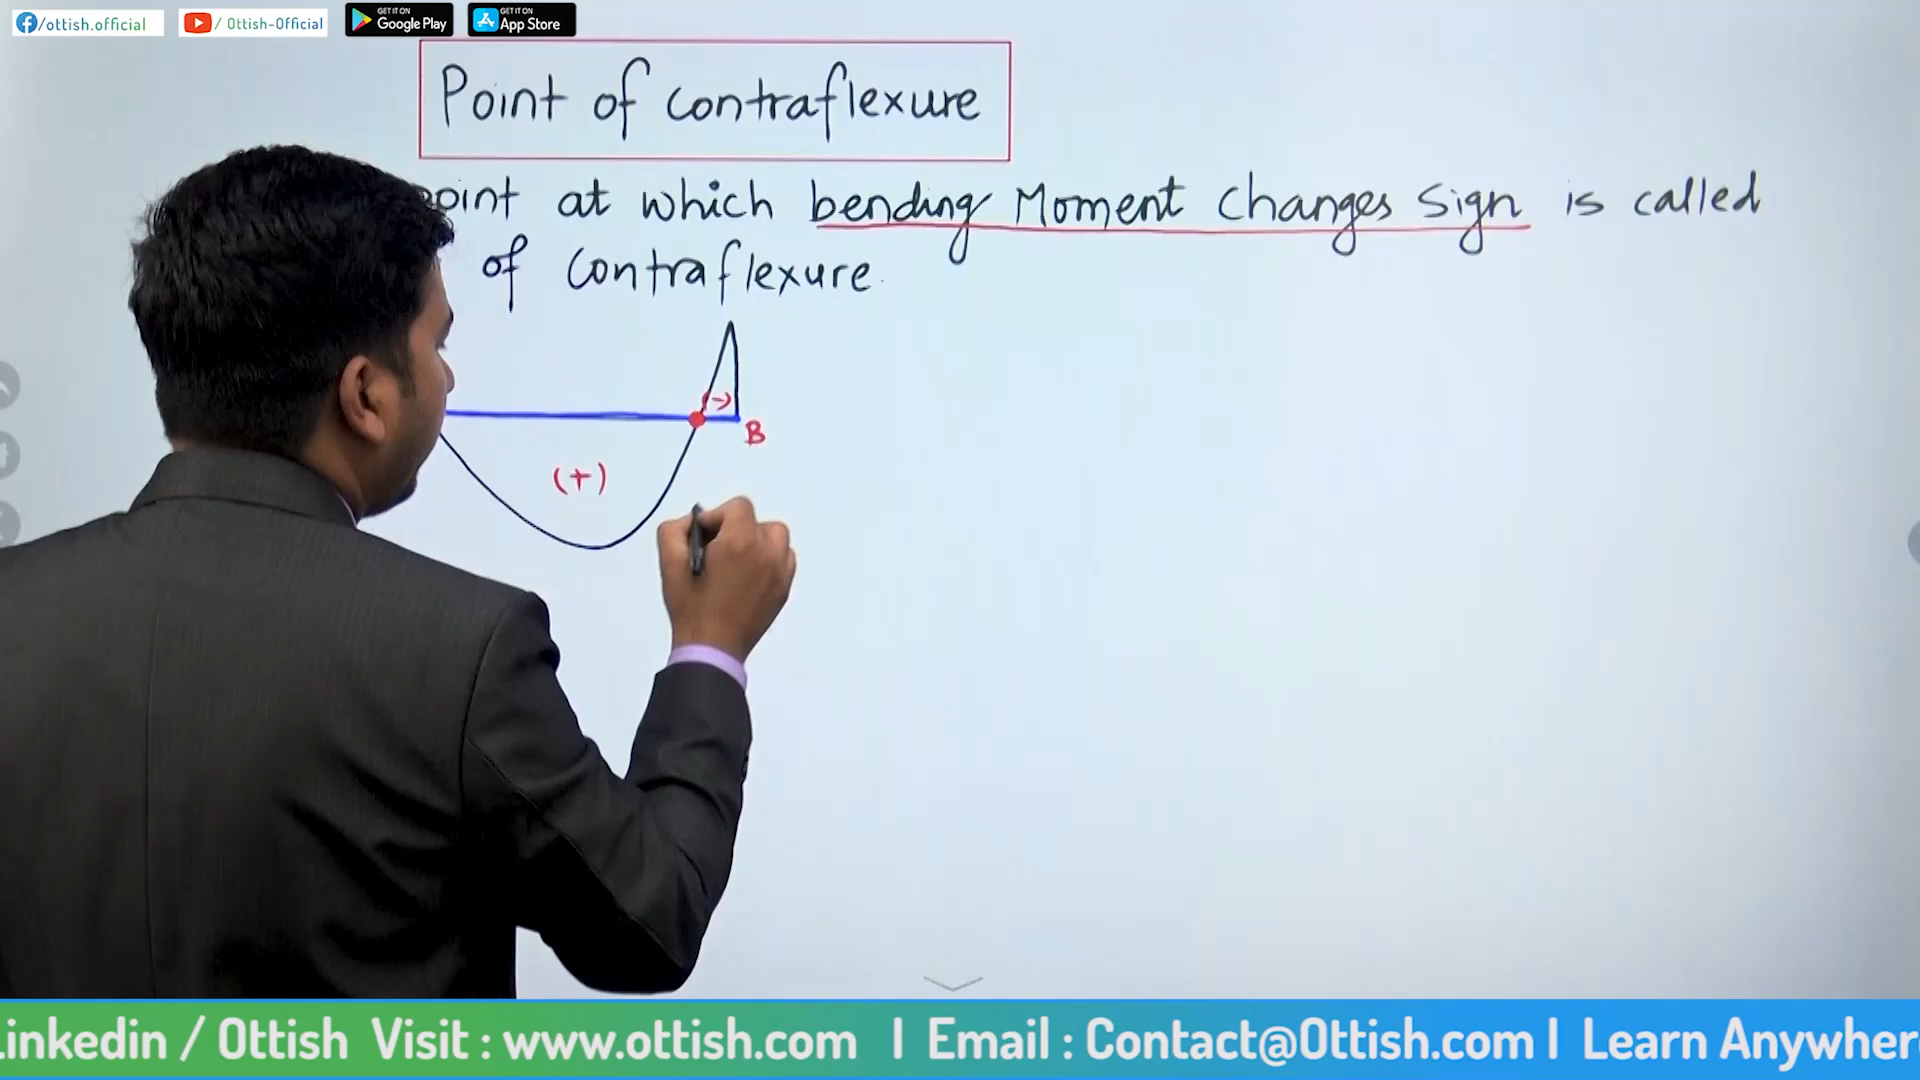 /ottish.official
/ Ottish-Official
GET IT ON
Google Play
GET IT ON
App Store
Point of contraflexure
point at which bending Moment Changes Sign is called
of Contraflexure.
(-)
B
(+)
Linkedin / Ottish Visit : www.ottish.com I Email : Contact@Ottish.com I Learn Anywher